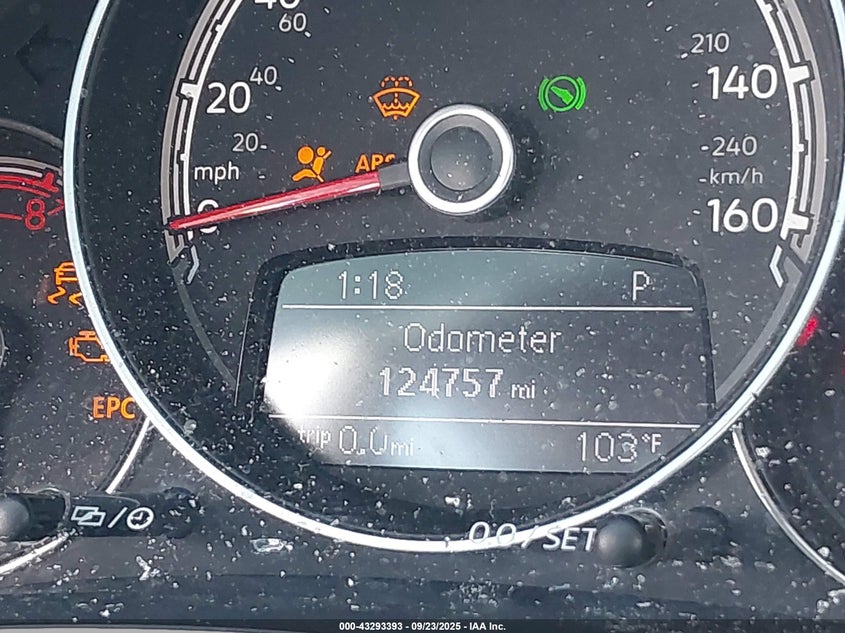 60
210
40
20
140
20
ABS
240
mph
km/h
8
0
160
1:18 P
Odometer
124757 mi
EPC
trip 0.0 mi 103°F
0.0 / SET
000-43293393 - 09/23/2025 - IAA Inc.